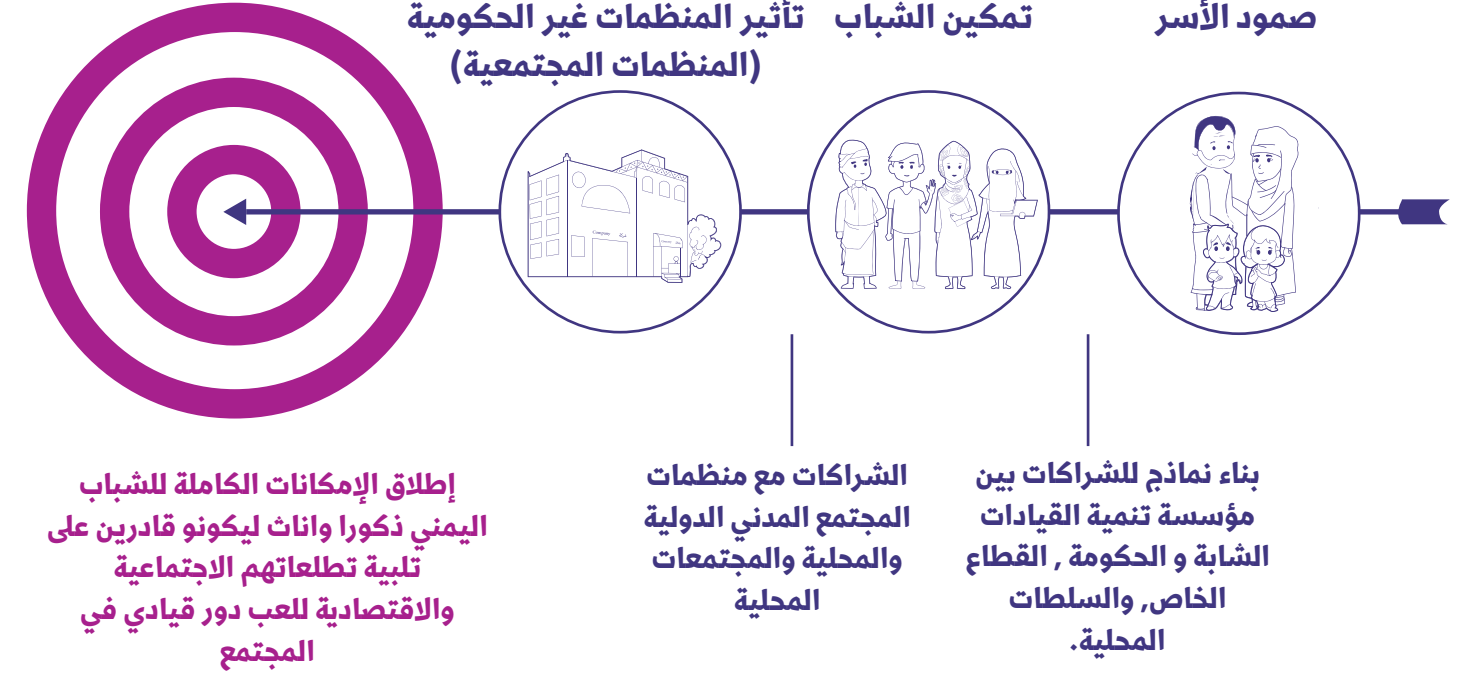 صمود الأسر
تمكين الشباب
تأثير المنظمات غير الحكومية
(المنظمات المجتمعية)
بناء نماذج للشراكات بين
مؤسسة تنمية القيادات
الشابة و الحكومة , القطاع
الخاص, والسلطات
المحلية.
الشراكات مع منظمات
المجتمع المدني الدولية
والمحلية والمجتمعات
المحلية
إطلاق الإمكانات الكاملة للشباب
اليمني ذكورا واناث ليكونو قادرين على
تلبية تطلعاتهم الاجتماعية
والاقتصادية للعب دور قيادي في
المجتمع